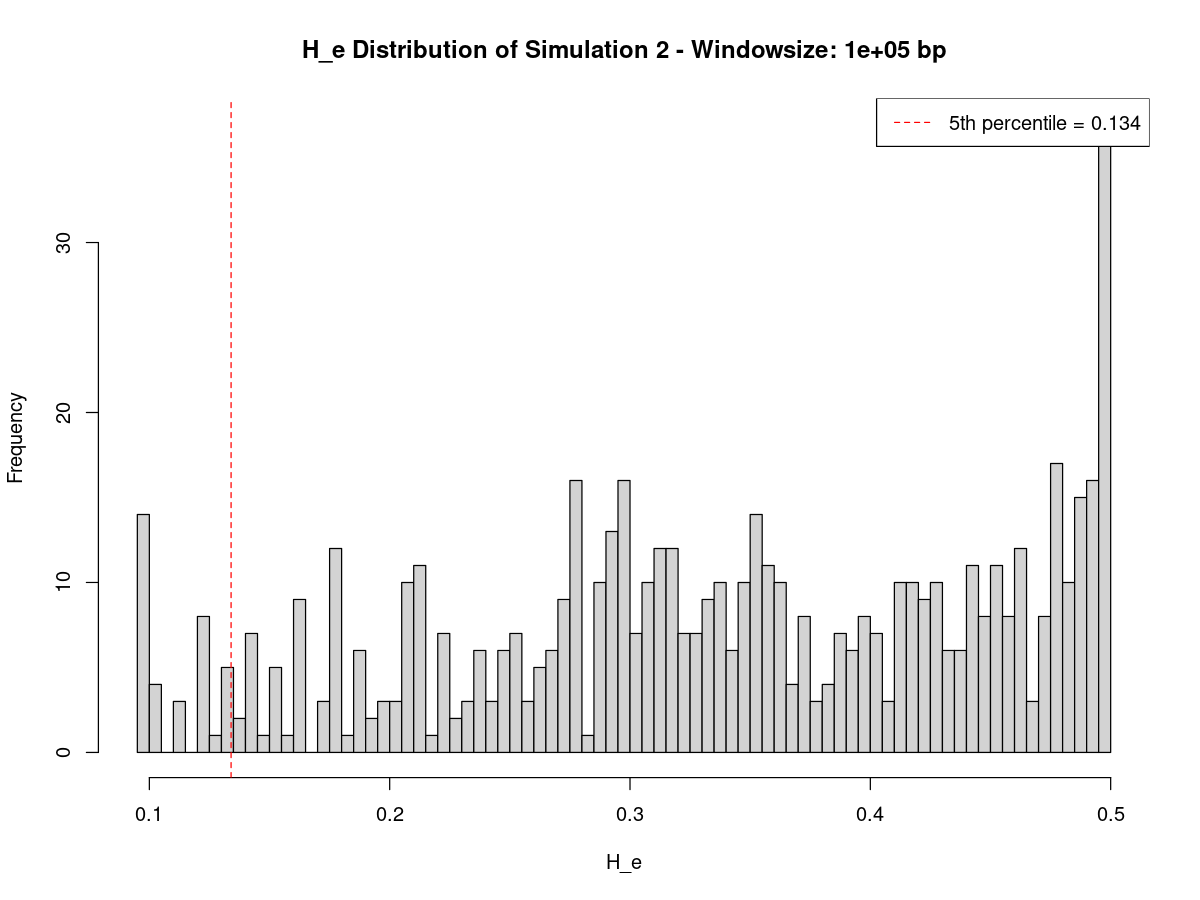 H_e Distribution of Simulation 2 - Windowsize: 1e+05 bp
5th percentile = 0.134
Frequency
30
20
10
0
0.1 0.2 0.3 0.4 0.5
H_e